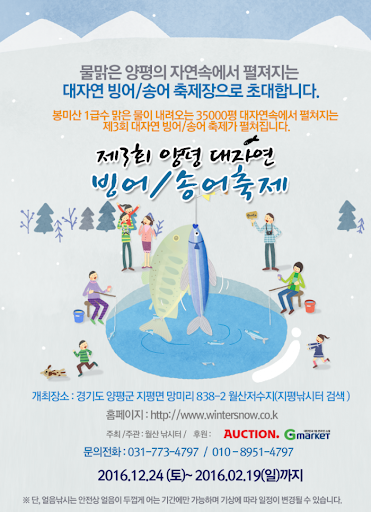 물맑은 양평의 자연속에서 펼져지는
대자연 빙어/송어 축제장으로 초대합니다.
봉미산 1급수 맑은 물이 내려오는 35000평 대자연속에서 펼치지는
제3회 대자연 빙어/송어 축제가 펼쳐집니다.
제3회 양평 대자연
빙어/송어축제
개최장소 : 경기도 양평군 지평면 망미리 838-2 월산저수지(지평낚시터 검색)
홈페이지 : http://www.wintersnow.co.k
주최/주관 : 월산 낚시터 / 후원 : AUCTION. Gmarket
문의전화 : 031-773-4797 / 010-8951-4797
2016.12.24 (토)~ 2016.02.19(일)까지
※ 단, 얼음낚시는 안전상 얼음이 두껍게 어는 기간에만 가능하며 기상에 따라 일정이 변경될 수 있습니다.